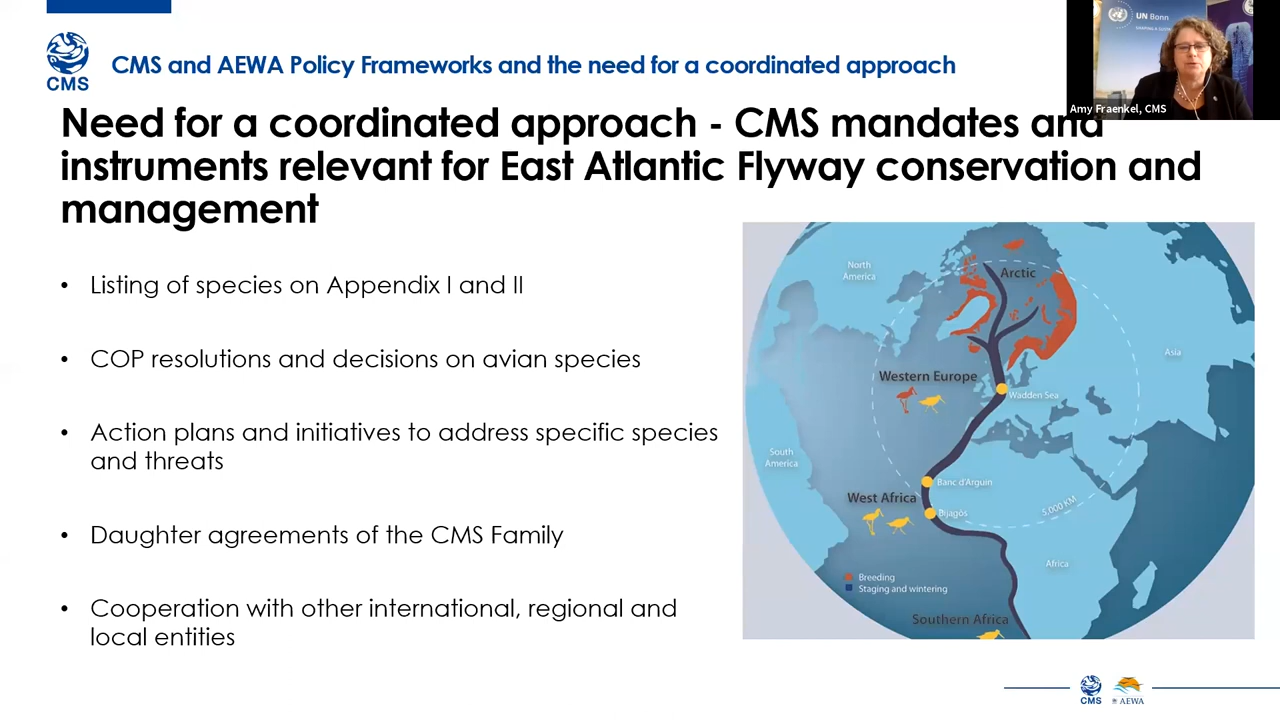 CMS
CMS and AEWA Policy Frameworks and the need for a coordinated approach
UN Bonn
Amy Fraenkel, CMS
Need for a coordinated approach - CMS mandates and
instruments relevant for East Atlantic Flyway conservation and
management
• Listing of species on Appendix I and II
• COP resolutions and decisions on avian species
• Action plans and initiatives to address specific species
and threats
• Daughter agreements of the CMS Family
• Cooperation with other international, regional and
local entities
North
America
Arctic
Asia
Western Europe
Wadden Sea
South
America
Banc d'Arguin
West Africa
Bijagós
5,000 KM
Africa
Breeding
Staging and wintering
Southern Africa
CMS
AEWA